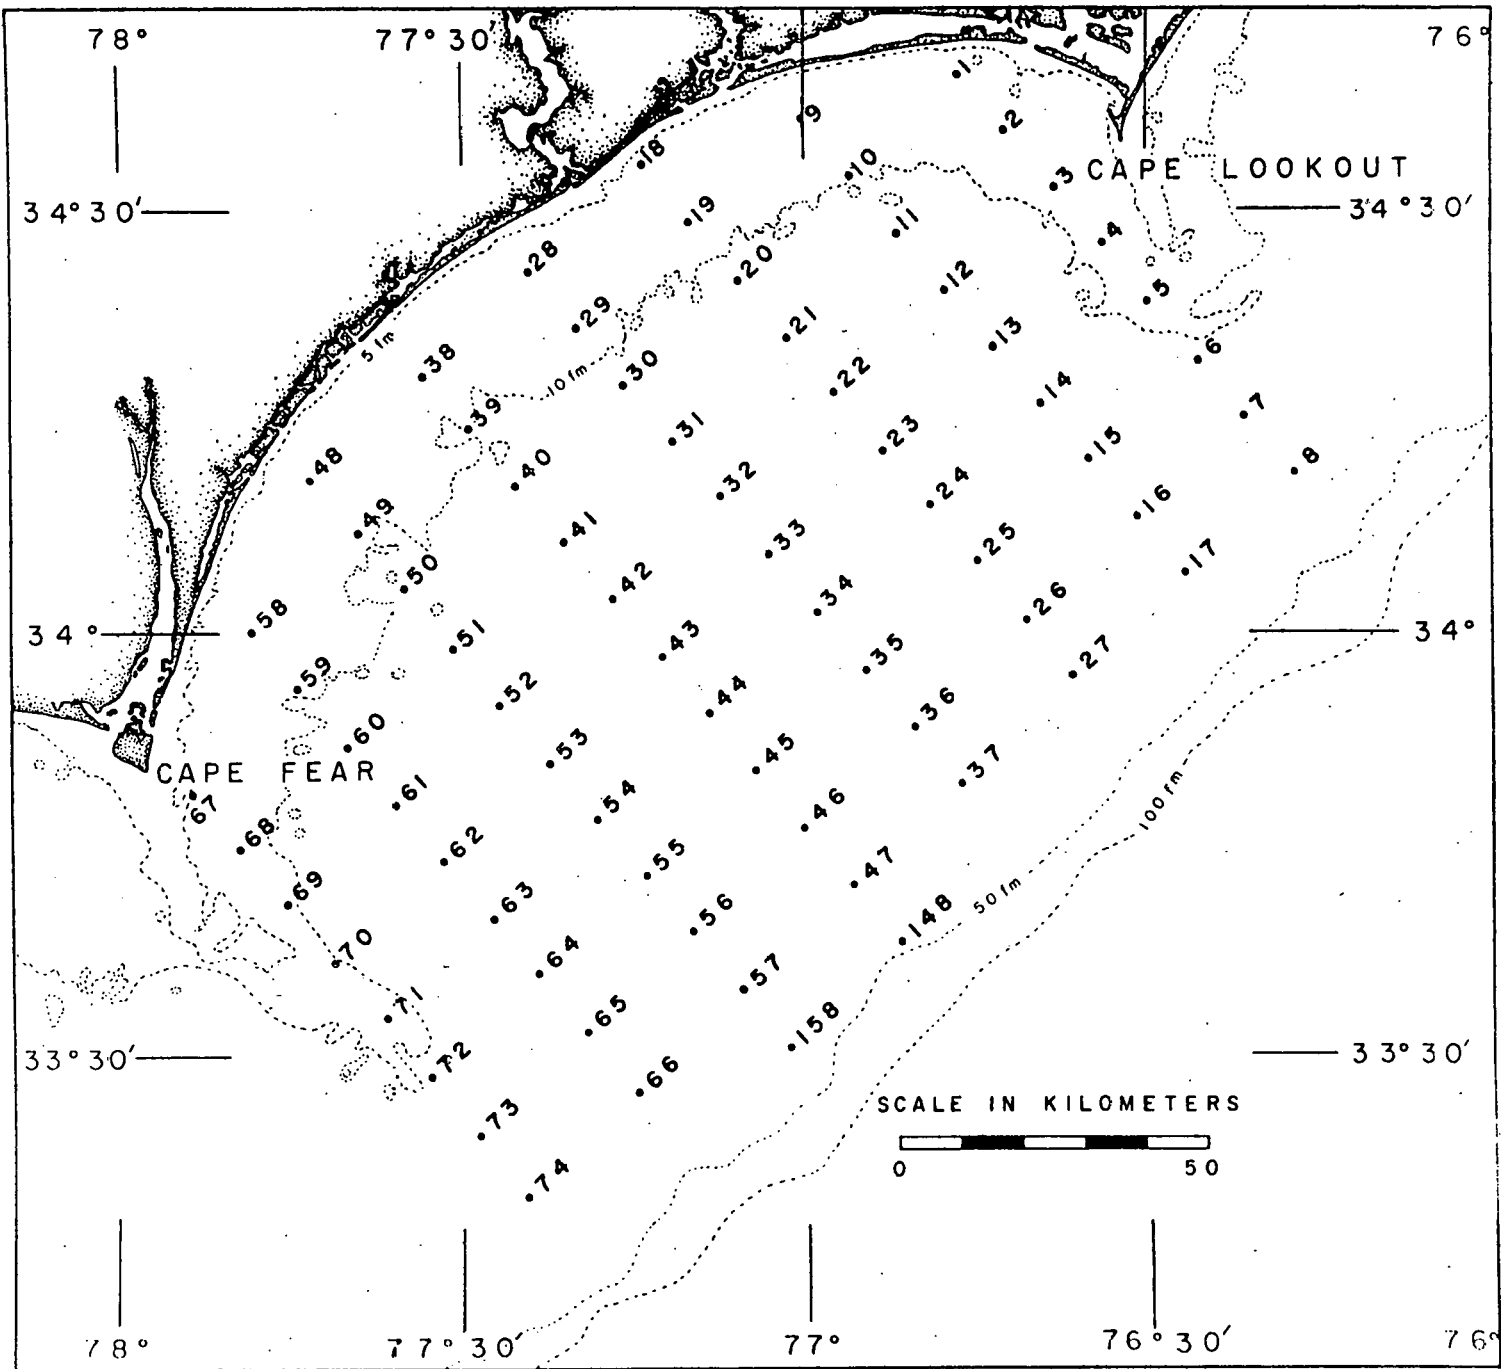 78° 77°30' 76°
1
9 2
18 10 3 CAPE LOOKOUT
34°30' 34°30'
19 11 4
28 20 12 5
29 21 13 6
5 fm 38 10 fm 30 22 14 7
39 31 23 15 8
48 40 32 24 16
49 41 33 25 17
50 42 34 26
58 51 43 35 27
34° 34°
59 52 44 36
60 53 45 37
CAPE FEAR
67 61 54 46 100 fm
68 62 55 47
69 63 56 148 50 fm
70 64 57
71 65 158
33°30' 33°30'
72 66
73 SCALE IN KILOMETERS
74 0 50
78° 77°30' 77° 76°30' 76°